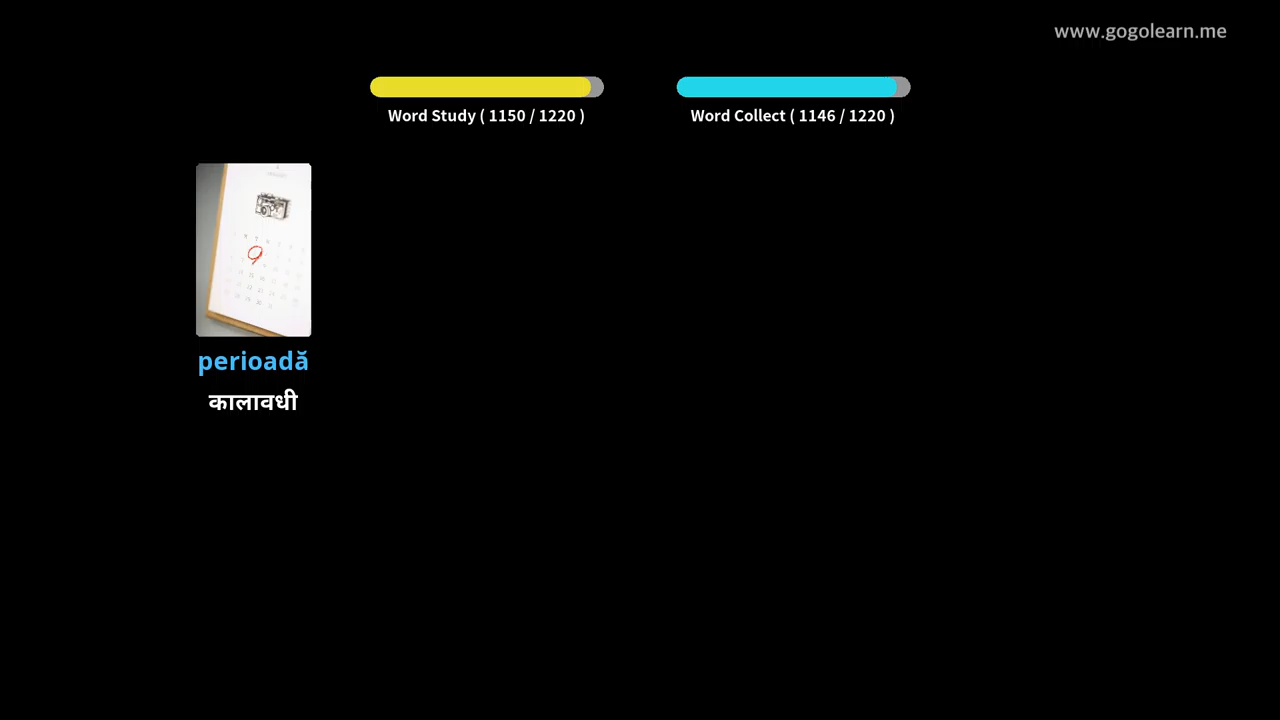 www.gogolearn.me
Word Study ( 1150 / 1220 )
Word Collect ( 1146 / 1220 )
perioadă
कालावधी